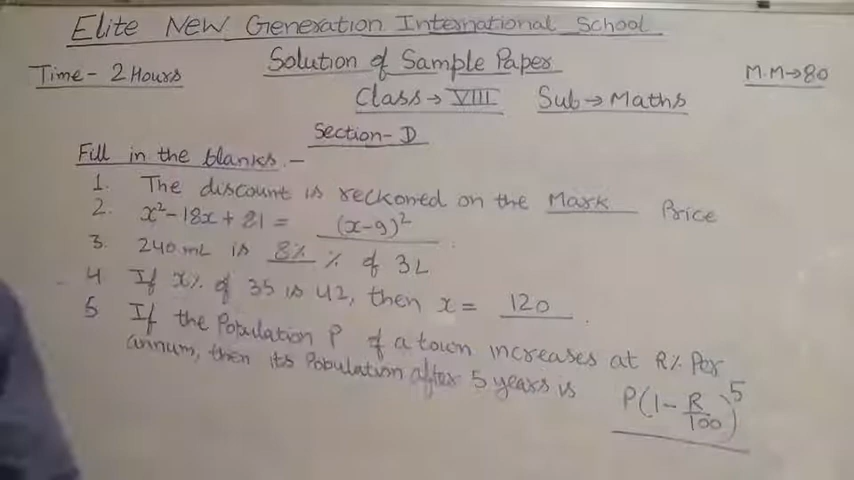 Elite New Generation International School
Time- 2 Hours Solution of Sample Paper M.M→80
Class→VIII Sub→Maths
Section-D
Fill in the blanks.-
1. The discount is reckoned on the Mark Price
2. x²-18x+81 = (x-9)²
3. 240 mL is 8% % of 3L
4 If x% of 35 is 42, then x = 120.
5 If the Population P of a town increases at R% Per
annum, then its Population after 5 years is P(1-R/100)⁵